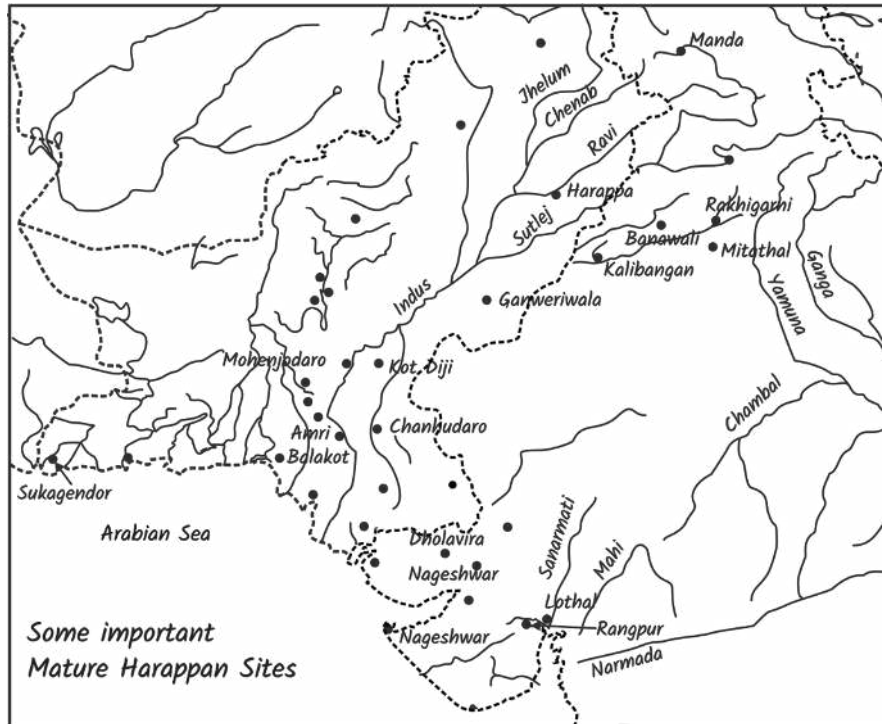 Manda
Jhelum
Chenab
Ravi
Harappa
Sutlej
Rakhigarhi
Banawali
Mitathal
Kalibangan
Ganga
Yamuna
Indus
Ganweriwala
Mohenjodaro
Kot Diji
Chambal
Amri
Chanhudaro
Balakot
Sukagendor
Arabian Sea
Dholavira
Nageshwar
Sanarmati
Mahi
Lothal
Nageshwar
Rangpur
Narmada
Some important
Mature Harappan Sites